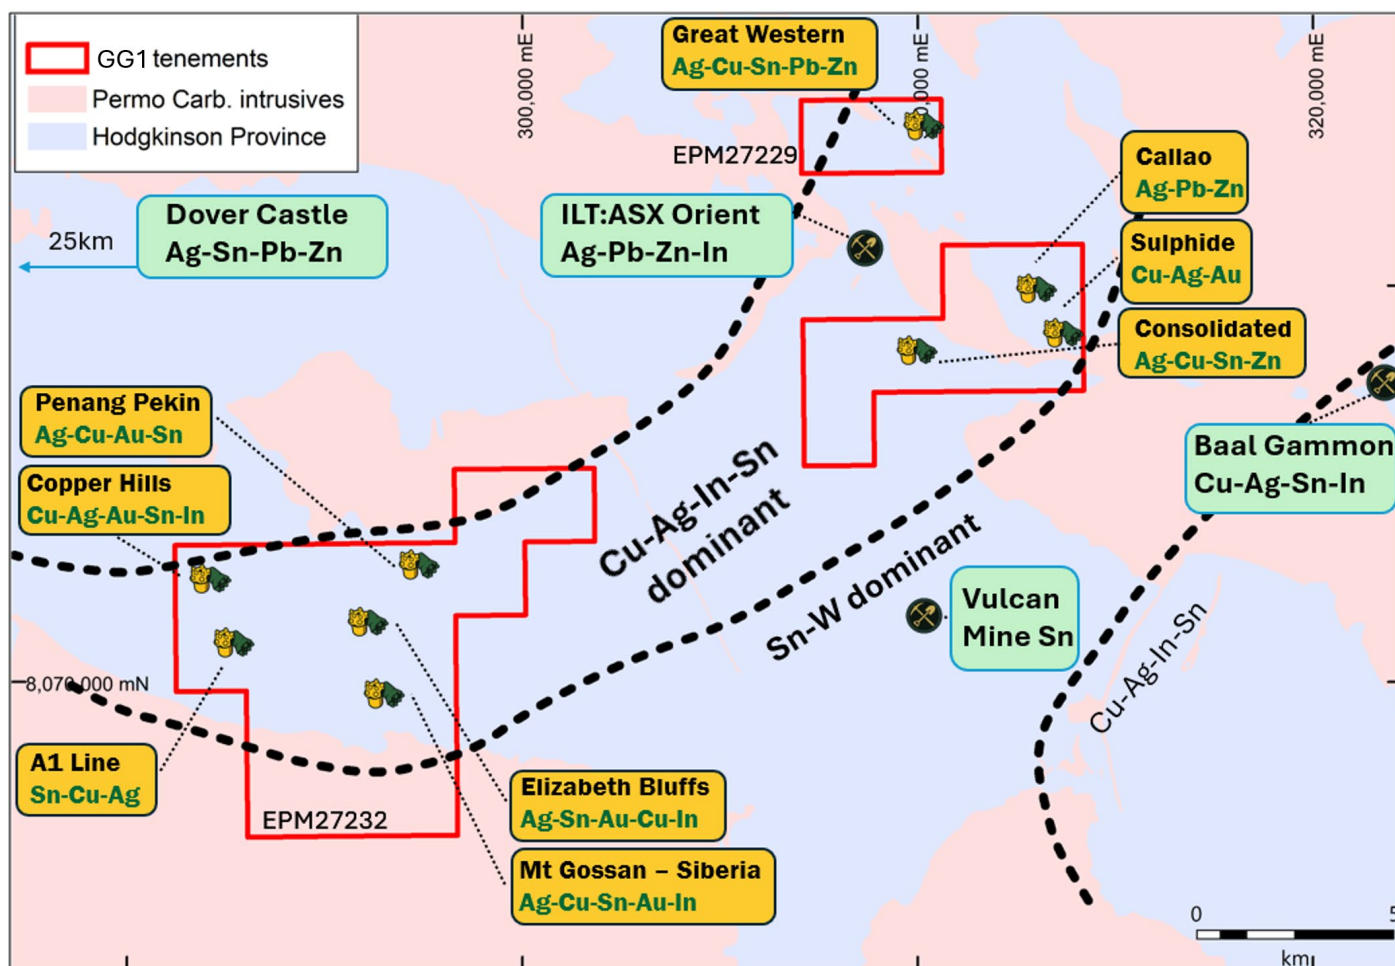 GG1 tenements
Permo Carb. intrusives
Hodgkinson Province
300,000 mE
,000 mE
320,000 mE
Great Western
Ag-Cu-Sn-Pb-Zn
EPM27229
Callao
Ag-Pb-Zn
Dover Castle
Ag-Sn-Pb-Zn
25km
ILT:ASX Orient
Ag-Pb-Zn-In
Sulphide
Cu-Ag-Au
Consolidated
Ag-Cu-Sn-Zn
Penang Pekin
Ag-Cu-Au-Sn
Baal Gammon
Cu-Ag-Sn-In
Copper Hills
Cu-Ag-Au-Sn-In
Cu-Ag-In-Sn
dominant
Sn-W dominant
Vulcan
Mine Sn
Cu-Ag-In-Sn
8,070,000 mN
A1 Line
Sn-Cu-Ag
EPM27232
Elizabeth Bluffs
Ag-Sn-Au-Cu-In
Mt Gossan – Siberia
Ag-Cu-Sn-Au-In
0 5
km